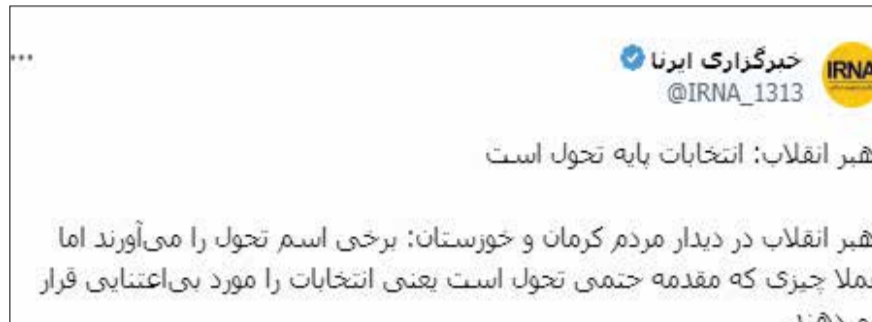 خبرگزاری ایرنا
IRNA
@IRNA_1313
هبر انقلاب: انتخابات پایه تحول است
هبر انقلاب در دیدار مردم کرمان و خوزستان: برخی اسم تحول را می‌آورند اما
عملا چیزی که مقدمه حتمی تحول است یعنی انتخابات را مورد بی‌اعتنایی قرار